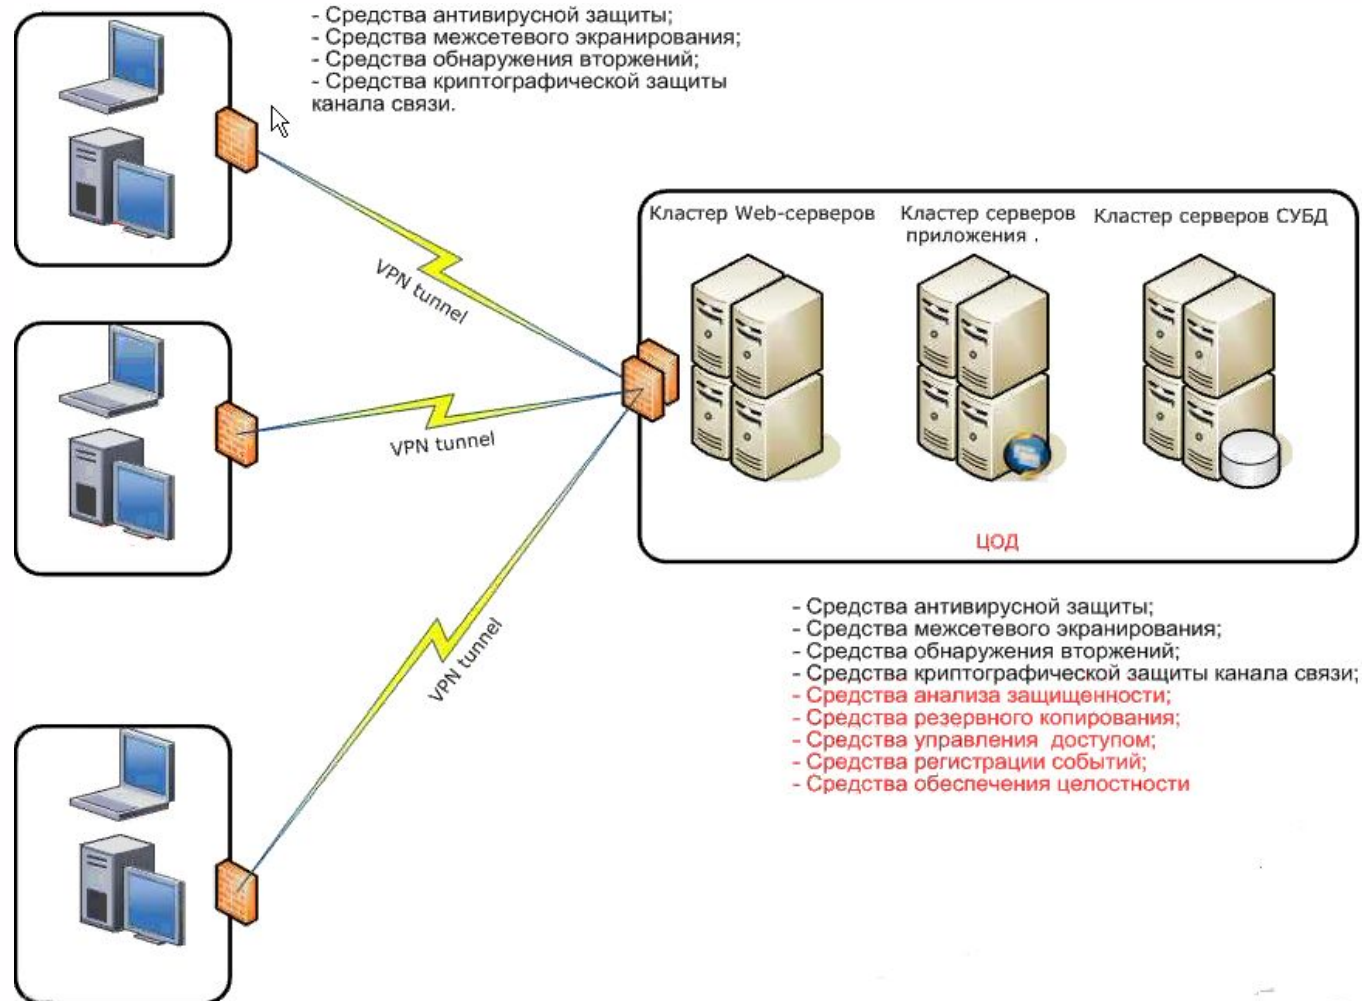 - Средства антивирусной защиты;
- Средства межсетевого экранирования;
- Средства обнаружения вторжений;
- Средства криптографической защиты
канала связи.
Кластер Web-серверов
Кластер серверов
приложения .
Кластер серверов СУБД
VPN tunnel
VPN tunnel
VPN tunnel
ЦОД
- Средства антивирусной защиты;
- Средства межсетевого экранирования;
- Средства обнаружения вторжений;
- Средства криптографической защиты канала связи;
- Средства анализа защищенности;
- Средства резервного копирования;
- Средства управления доступом;
- Средства регистрации событий;
- Средства обеспечения целостности